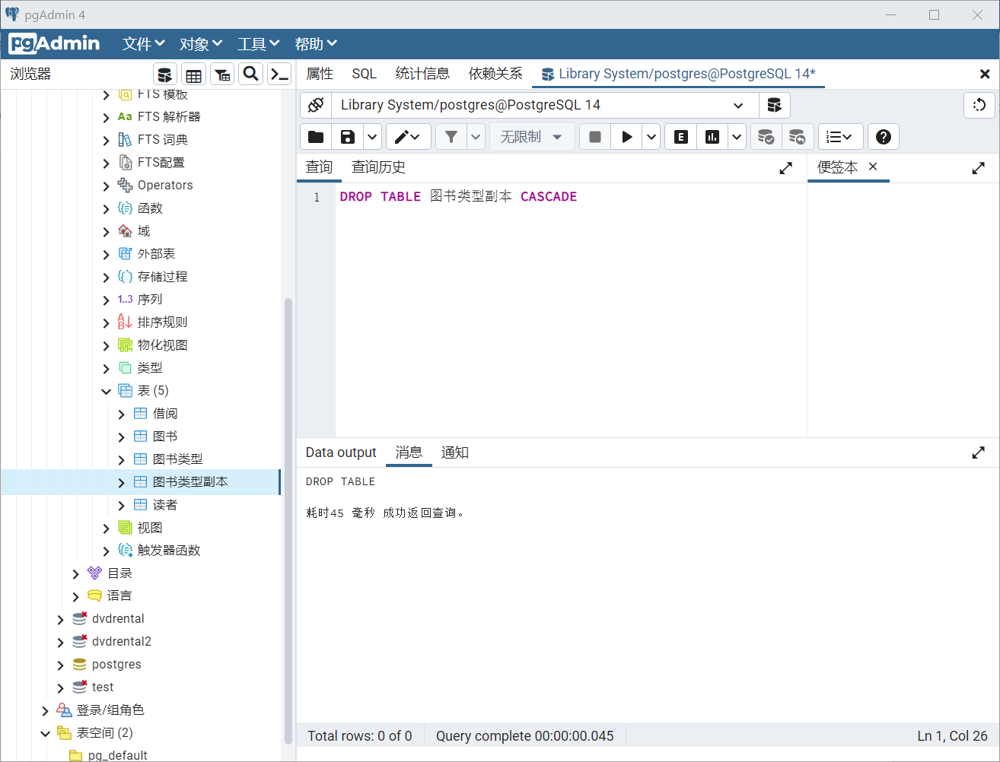 pgAdmin 4
pgAdmin 文件 对象 工具 帮助
浏览器
属性 SQL 统计信息 依赖关系 Library System/postgres@PostgreSQL 14*
Library System/postgres@PostgreSQL 14
无限制
查询 查询历史
便签本
1 DROP TABLE 图书类型副本 CASCADE
FTS 模板
Aa FTS 解析器
FTS 词典
FTS配置
Operators
函数
域
外部表
存储过程
1..3 序列
排序规则
物化视图
类型
表 (5)
借阅
图书
图书类型
图书类型副本
读者
视图
触发器函数
目录
语言
dvdrental
dvdrental2
postgres
test
登录/组角色
表空间 (2)
pg_default
Data output 消息 通知
DROP TABLE
耗时45 毫秒 成功返回查询。
Total rows: 0 of 0 Query complete 00:00:00.045 Ln 1, Col 26